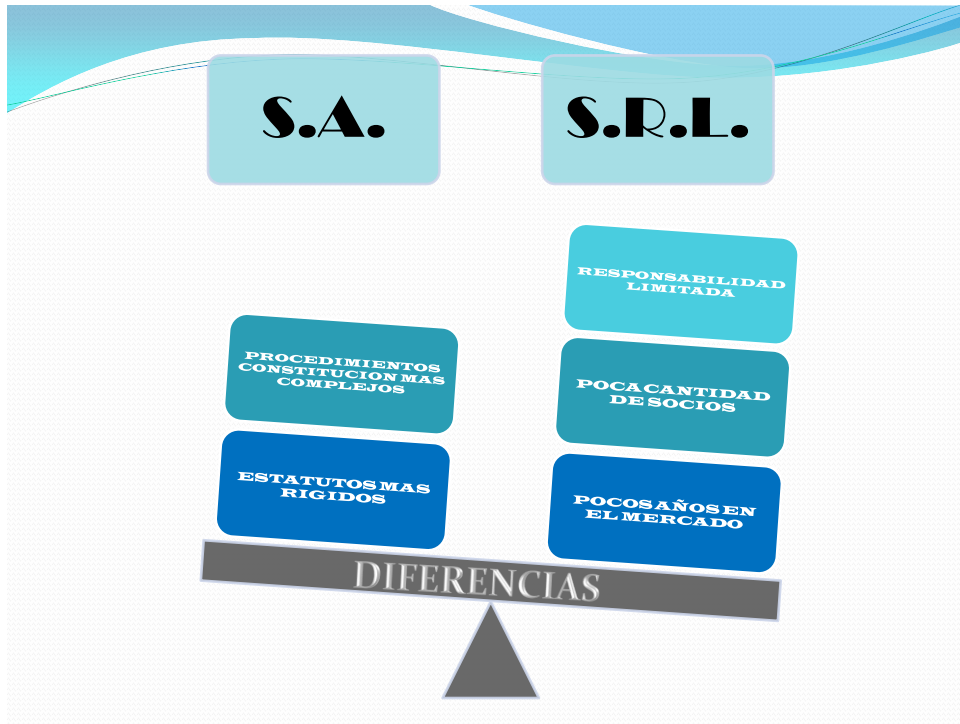 S.A.
S.R.L.
RESPONSABILIDAD
LIMITADA
PROCEDIMIENTOS
CONSTITUCION MAS
COMPLEJOS
POCA CANTIDAD
DE SOCIOS
ESTATUTOS MAS
RIGIDOS
POCOS AÑOS EN
EL MERCADO
DIFERENCIAS